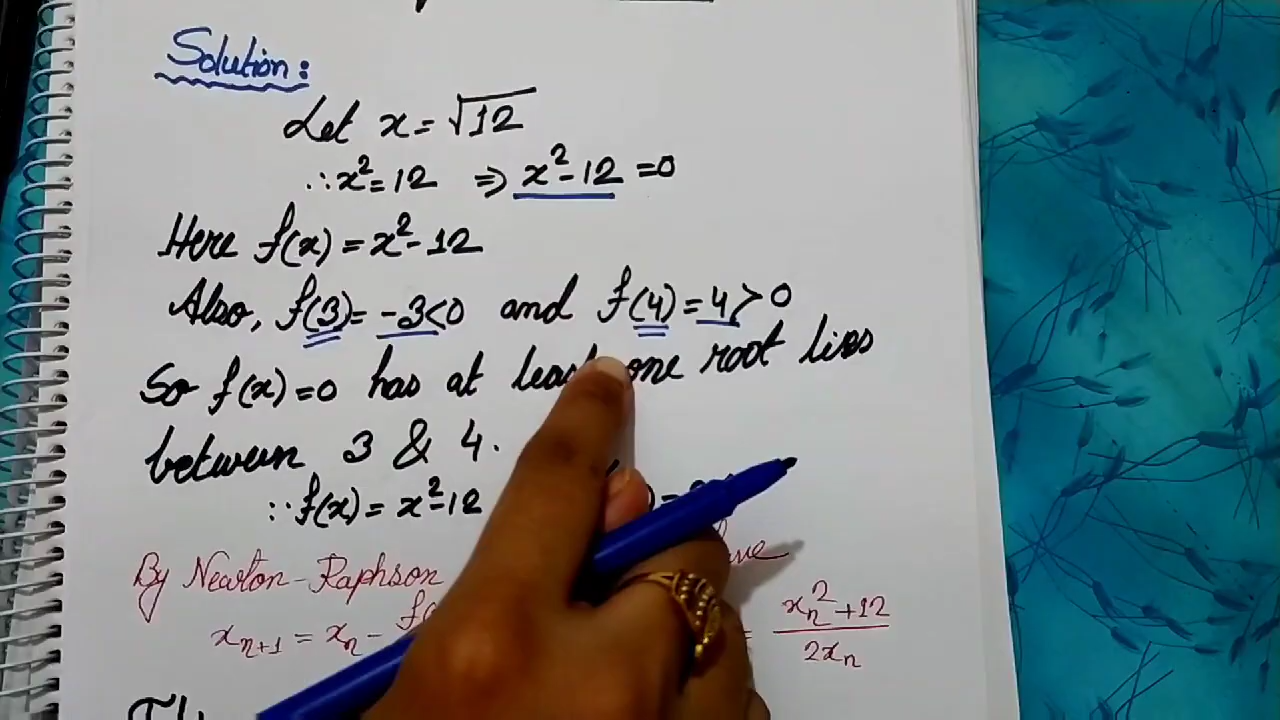 Solution:
Let x = √12
∴ x² = 12 ⇒ x² - 12 = 0
Here f(x) = x² - 12
Also, f(3) = -3 < 0 and f(4) = 4 > 0
So f(x) = 0 has at least one root lies
between 3 & 4.
∵ f(x) = x² - 12
By Newton-Raphson
xₙ₊₁ = xₙ - = xₙ² + 12 / 2xₙ